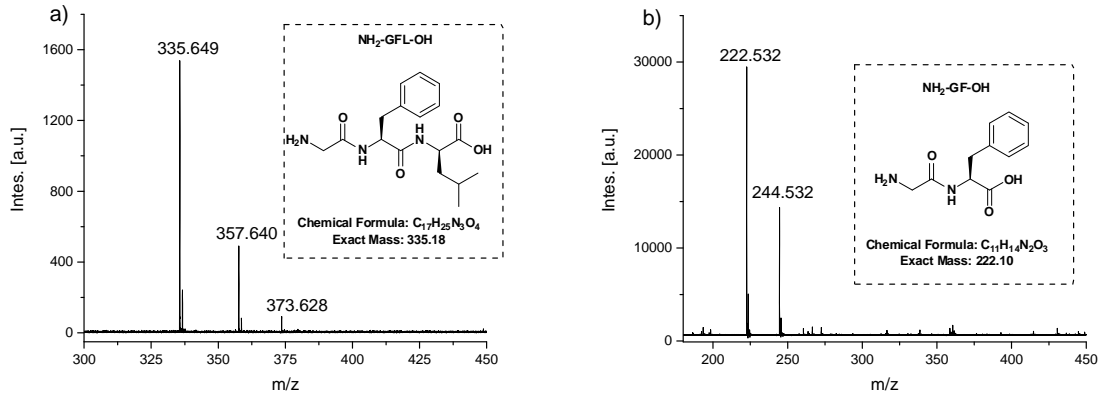 a)
1600
1200
800
400
0
Intes. [a.u.]
335.649
357.640
373.628
300 325 350 375 400 425 450
m/z
NH₂-GFL-OH
H₂N
O
N
H
O
H
N
O
OH
Chemical Formula: C₁₇H₂₅N₃O₄
Exact Mass: 335.18
b)
30000
20000
10000
0
Intes. [a.u.]
222.532
244.532
200 250 300 350 400 450
m/z
NH₂-GF-OH
H₂N
O
N
H
O
OH
Chemical Formula: C₁₁H₁₄N₂O₃
Exact Mass: 222.10